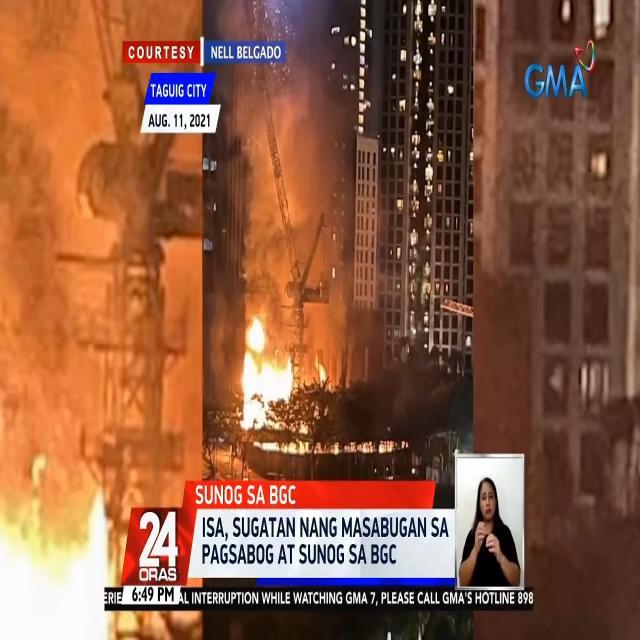 COURTESY NELL BELGADO
TAGUIG CITY
AUG. 11, 2021
GMA
SUNOG SA BGC
ISA, SUGATAN NANG MASABUGAN SA
PAGSABOG AT SUNOG SA BGC
24
ORAS
6:49 PM
INTERRUPTION WHILE WATCHING GMA 7, PLEASE CALL GMA'S HOTLINE 898